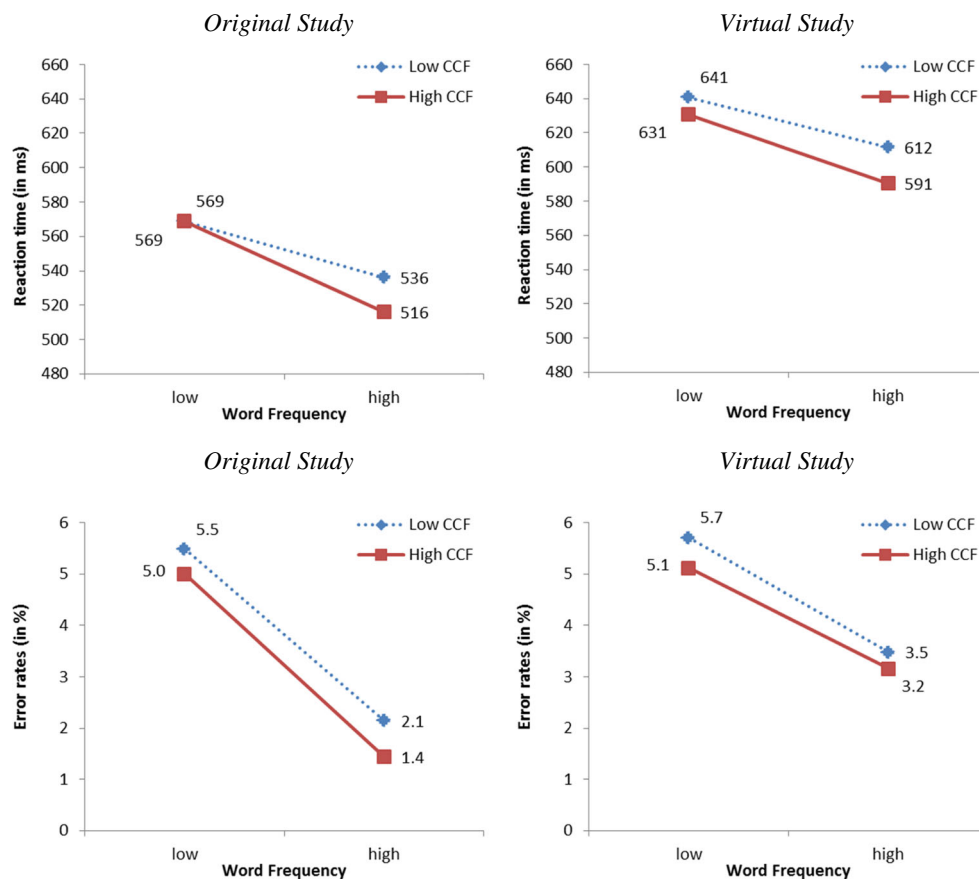 Original Study
660
640
620
600
580
560
540
520
500
480
Reaction time (in ms)
Low CCF
High CCF
569
569
536
516
low
high
Word Frequency
Virtual Study
660
640
620
600
580
560
540
520
500
480
Reaction time (in ms)
Low CCF
High CCF
641
631
612
591
low
high
Word Frequency
Original Study
6
5
4
3
2
1
0
Error rates (in %)
Low CCF
High CCF
5.5
5.0
2.1
1.4
low
high
Word Frequency
Virtual Study
6
5
4
3
2
1
0
Error rates (in %)
Low CCF
High CCF
5.7
5.1
3.5
3.2
low
high
Word Frequency